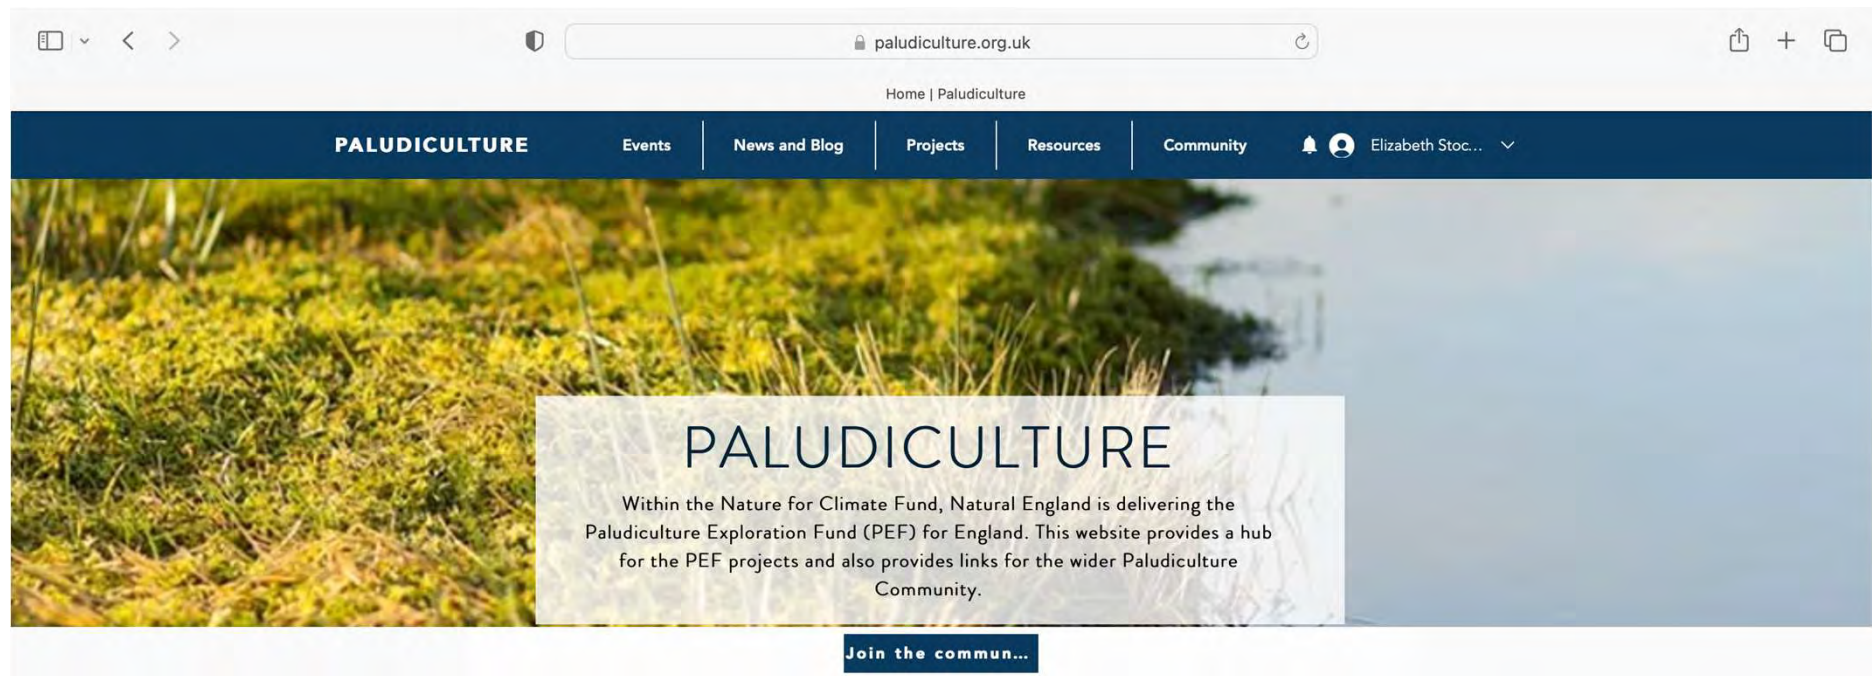 paludiculture.org.uk
Home | Paludiculture
PALUDICULTURE Events News and Blog Projects Resources Community Elizabeth Stoc...
PALUDICULTURE
Within the Nature for Climate Fund, Natural England is delivering the
Paludiculture Exploration Fund (PEF) for England. This website provides a hub
for the PEF projects and also provides links for the wider Paludiculture
Community.
Join the commun...